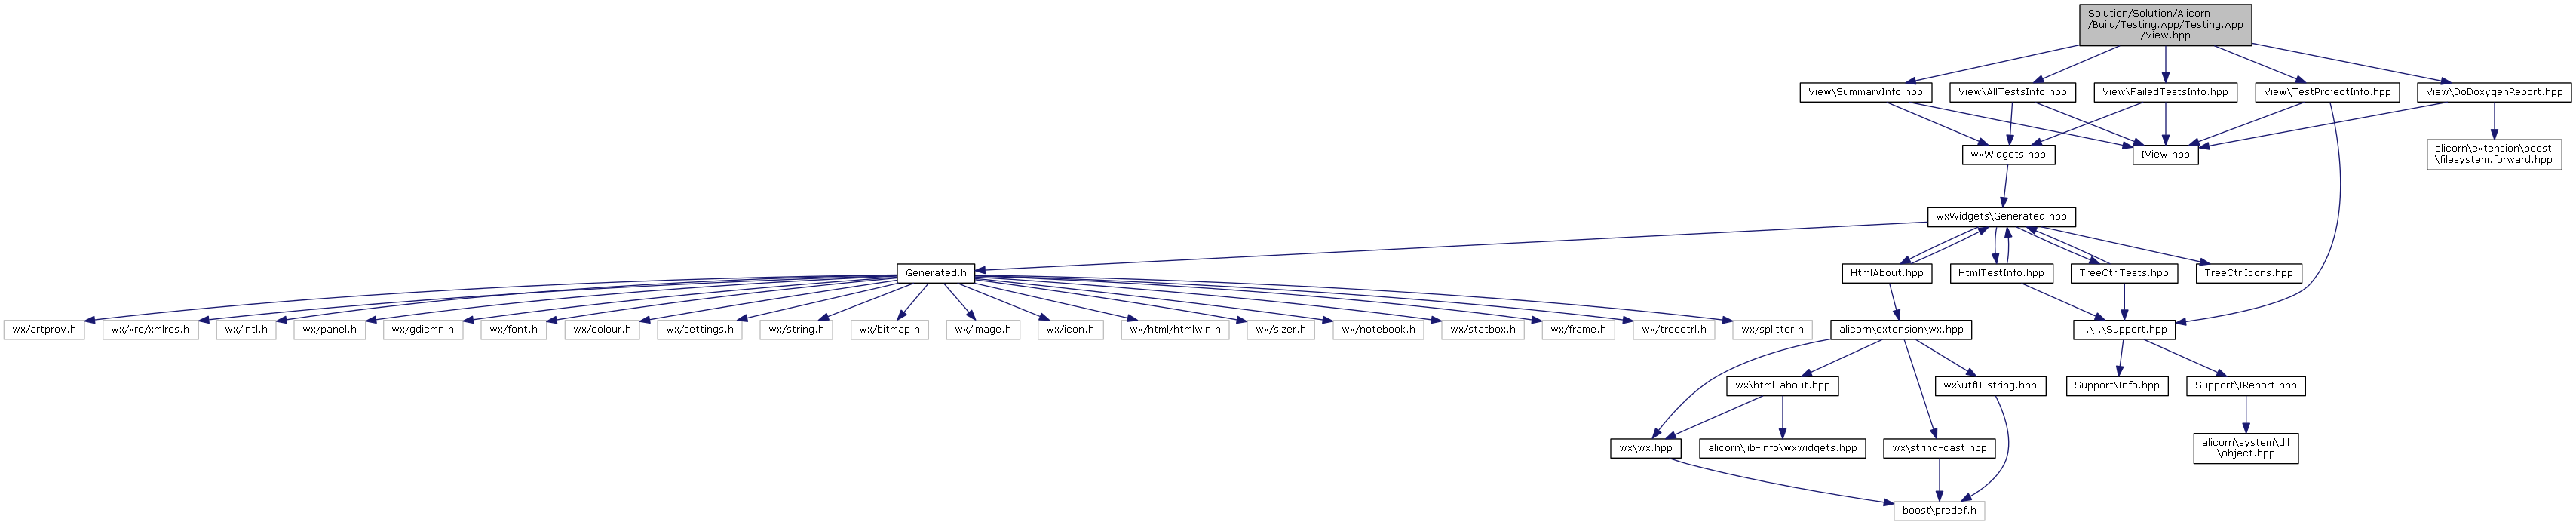 Solution/Solution/Alicorn
/Build/Testing.App/Testing.App
/View.hpp
View\SummaryInfo.hpp
View\AllTestsInfo.hpp
View\FailedTestsInfo.hpp
View\TestProjectInfo.hpp
View\DoDoxygenReport.hpp
wxWidgets.hpp
IView.hpp
alicorn\extension\boost
\filesystem.forward.hpp
wxWidgets\Generated.hpp
Generated.h
HtmlAbout.hpp
HtmlTestInfo.hpp
TreeCtrlTests.hpp
TreeCtrlIcons.hpp
wx/artprov.h
wx/xrc/xmlres.h
wx/intl.h
wx/panel.h
wx/gdicmn.h
wx/font.h
wx/colour.h
wx/settings.h
wx/string.h
wx/bitmap.h
wx/image.h
wx/icon.h
wx/html/htmlwin.h
wx/sizer.h
wx/notebook.h
wx/statbox.h
wx/frame.h
wx/treectrl.h
wx/splitter.h
alicorn\extension\wx.hpp
..\..\Support.hpp
wx\html-about.hpp
wx\utf8-string.hpp
Support\Info.hpp
Support\IReport.hpp
wx\wx.hpp
alicorn\lib-info\wxwidgets.hpp
wx\string-cast.hpp
alicorn\system\dll
\object.hpp
boost\predef.h